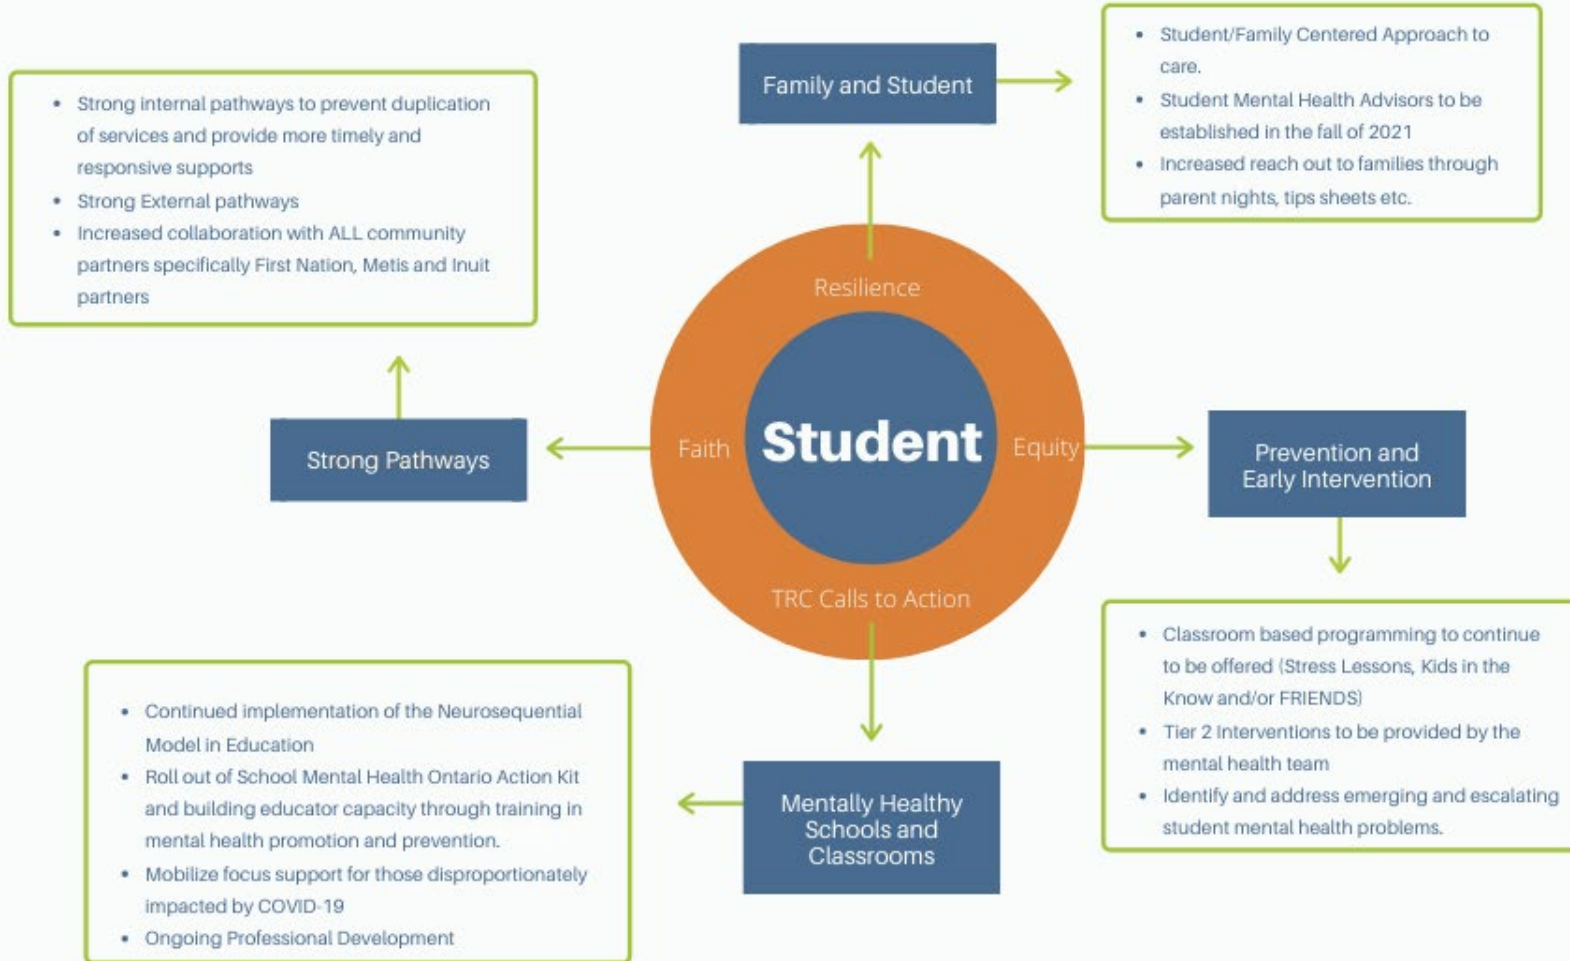 Family and Student
• Student/Family Centered Approach to
care.
• Student Mental Health Advisors to be
established in the fall of 2021
• Increased reach out to families through
parent nights, tips sheets etc.
• Strong internal pathways to prevent duplication
of services and provide more timely and
responsive supports
• Strong External pathways
• Increased collaboration with ALL community
partners specifically First Nation, Metis and Inuit
partners
Strong Pathways
Resilience
Faith
Student
Equity
TRC Calls to Action
Prevention and
Early Intervention
• Classroom based programming to continue
to be offered (Stress Lessons, Kids in the
Know and/or FRIENDS)
• Tier 2 Interventions to be provided by the
mental health team
• Identify and address emerging and escalating
student mental health problems.
Mentally Healthy
Schools and
Classrooms
• Continued implementation of the Neurosequential
Model in Education
• Roll out of School Mental Health Ontario Action Kit
and building educator capacity through training in
mental health promotion and prevention.
• Mobilize focus support for those disproportionately
impacted by COVID-19
• Ongoing Professional Development